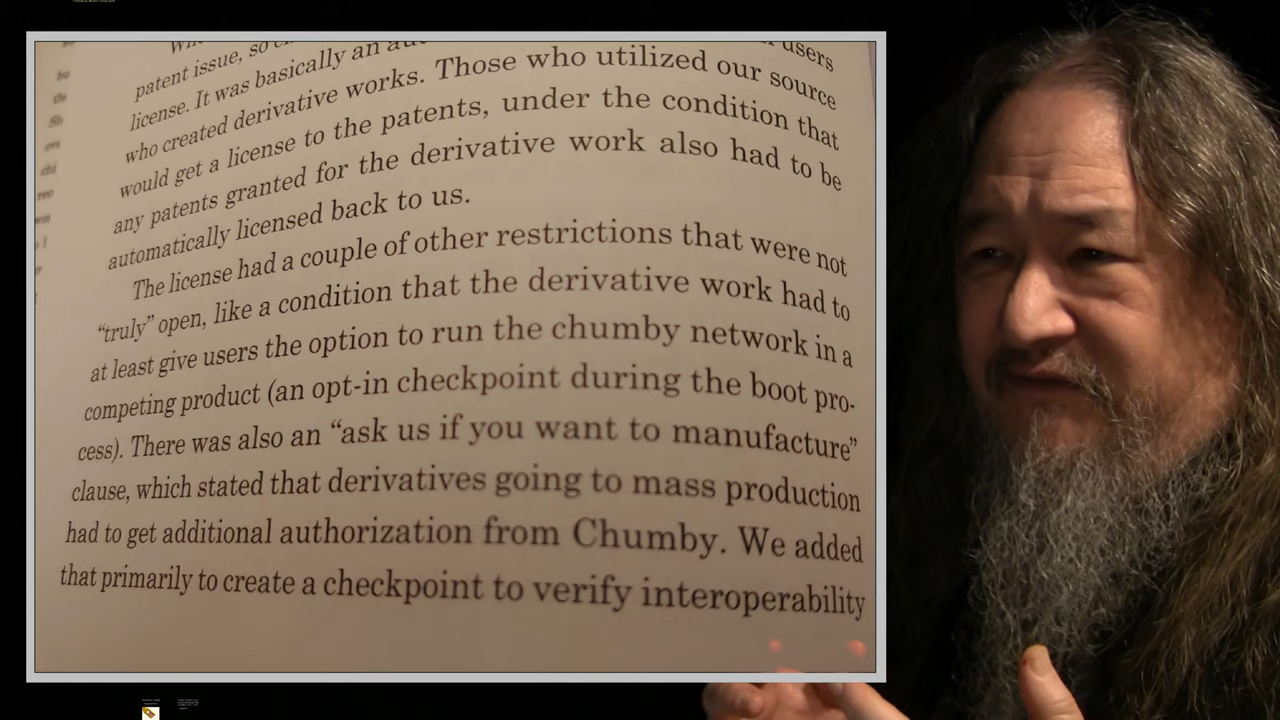 patent issue, so
license. It was basically an
users
who created derivative works. Those who utilized our source
would get a license to the patents, under the condition that
any patents granted for the derivative work also had to be
automatically licensed back to us.
The license had a couple of other restrictions that were not
“truly” open, like a condition that the derivative work had to
at least give users the option to run the chumby network in a
competing product (an opt-in checkpoint during the boot pro-
cess). There was also an “ask us if you want to manufacture”
clause, which stated that derivatives going to mass production
had to get additional authorization from Chumby. We added
that primarily to create a checkpoint to verify interoperability